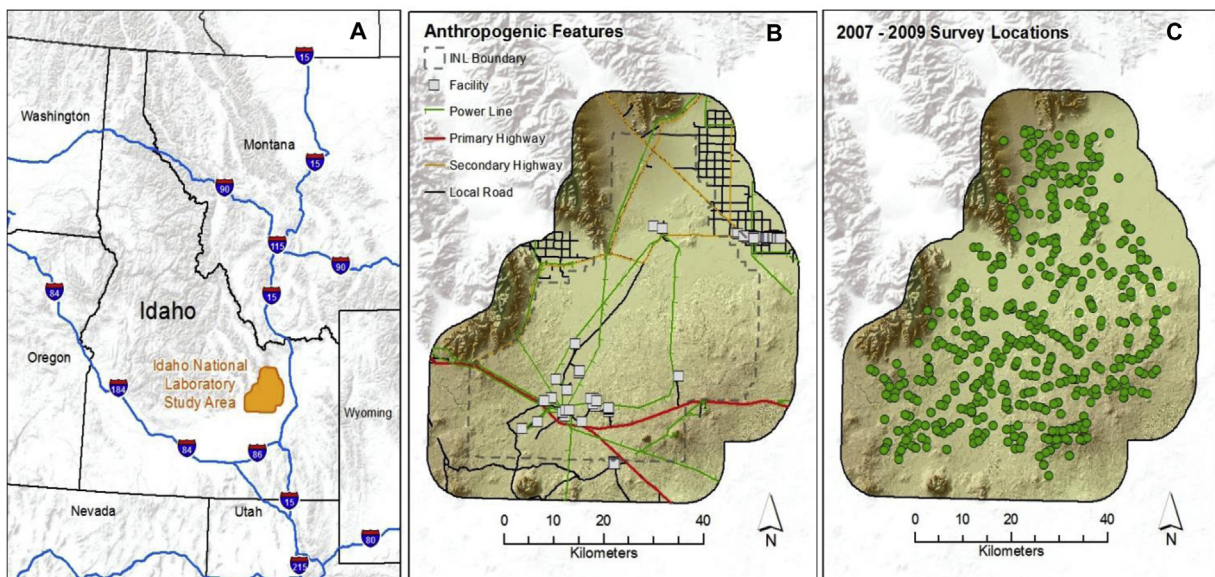 A
15
Washington
Montana
15
90
115
90
84
15
Idaho
Oregon
Idaho National
Laboratory
Study Area
184
Wyoming
84
86
15
Nevada
Utah
80
215
Anthropogenic Features
B
INL Boundary
Facility
Power Line
Primary Highway
Secondary Highway
Local Road
0 10 20 40
Kilometers
N
2007 - 2009 Survey Locations
C
0 10 20 40
Kilometers
N